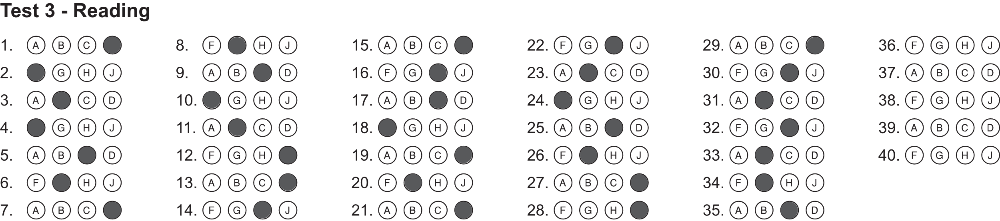 Test 3 - Reading
1. A B C
8. F H J
15. A B C
22. F G J
29. A B C
36. F G H J
2. G H J
9. A B D
16. F G J
23. A C D
30. F G J
37. A B C D
3. A C D
10. G H J
17. A B D
24. G H J
31. A C D
38. F G H J
4. G H J
11. A C D
18. G H J
25. A B D
32. F G J
39. A B C D
5. A B D
12. F G H
19. A B C
26. F H J
33. A C D
40. F G H J
6. F H J
13. A B C
20. F H J
27. A B C
34. F H J
7. A B C
14. F G J
21. A B C
28. F G H
35. A B D